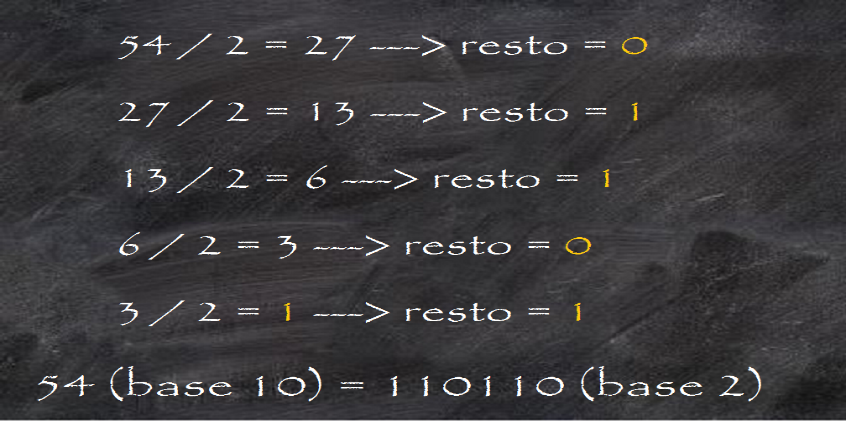 54 / 2 = 27 ---> resto = 0
27 / 2 = 13 ---> resto = 1
13 / 2 = 6 ---> resto = 1
6 / 2 = 3 ---> resto = 0
3 / 2 = 1 ---> resto = 1
54 (base 10) = 110110 (base 2)